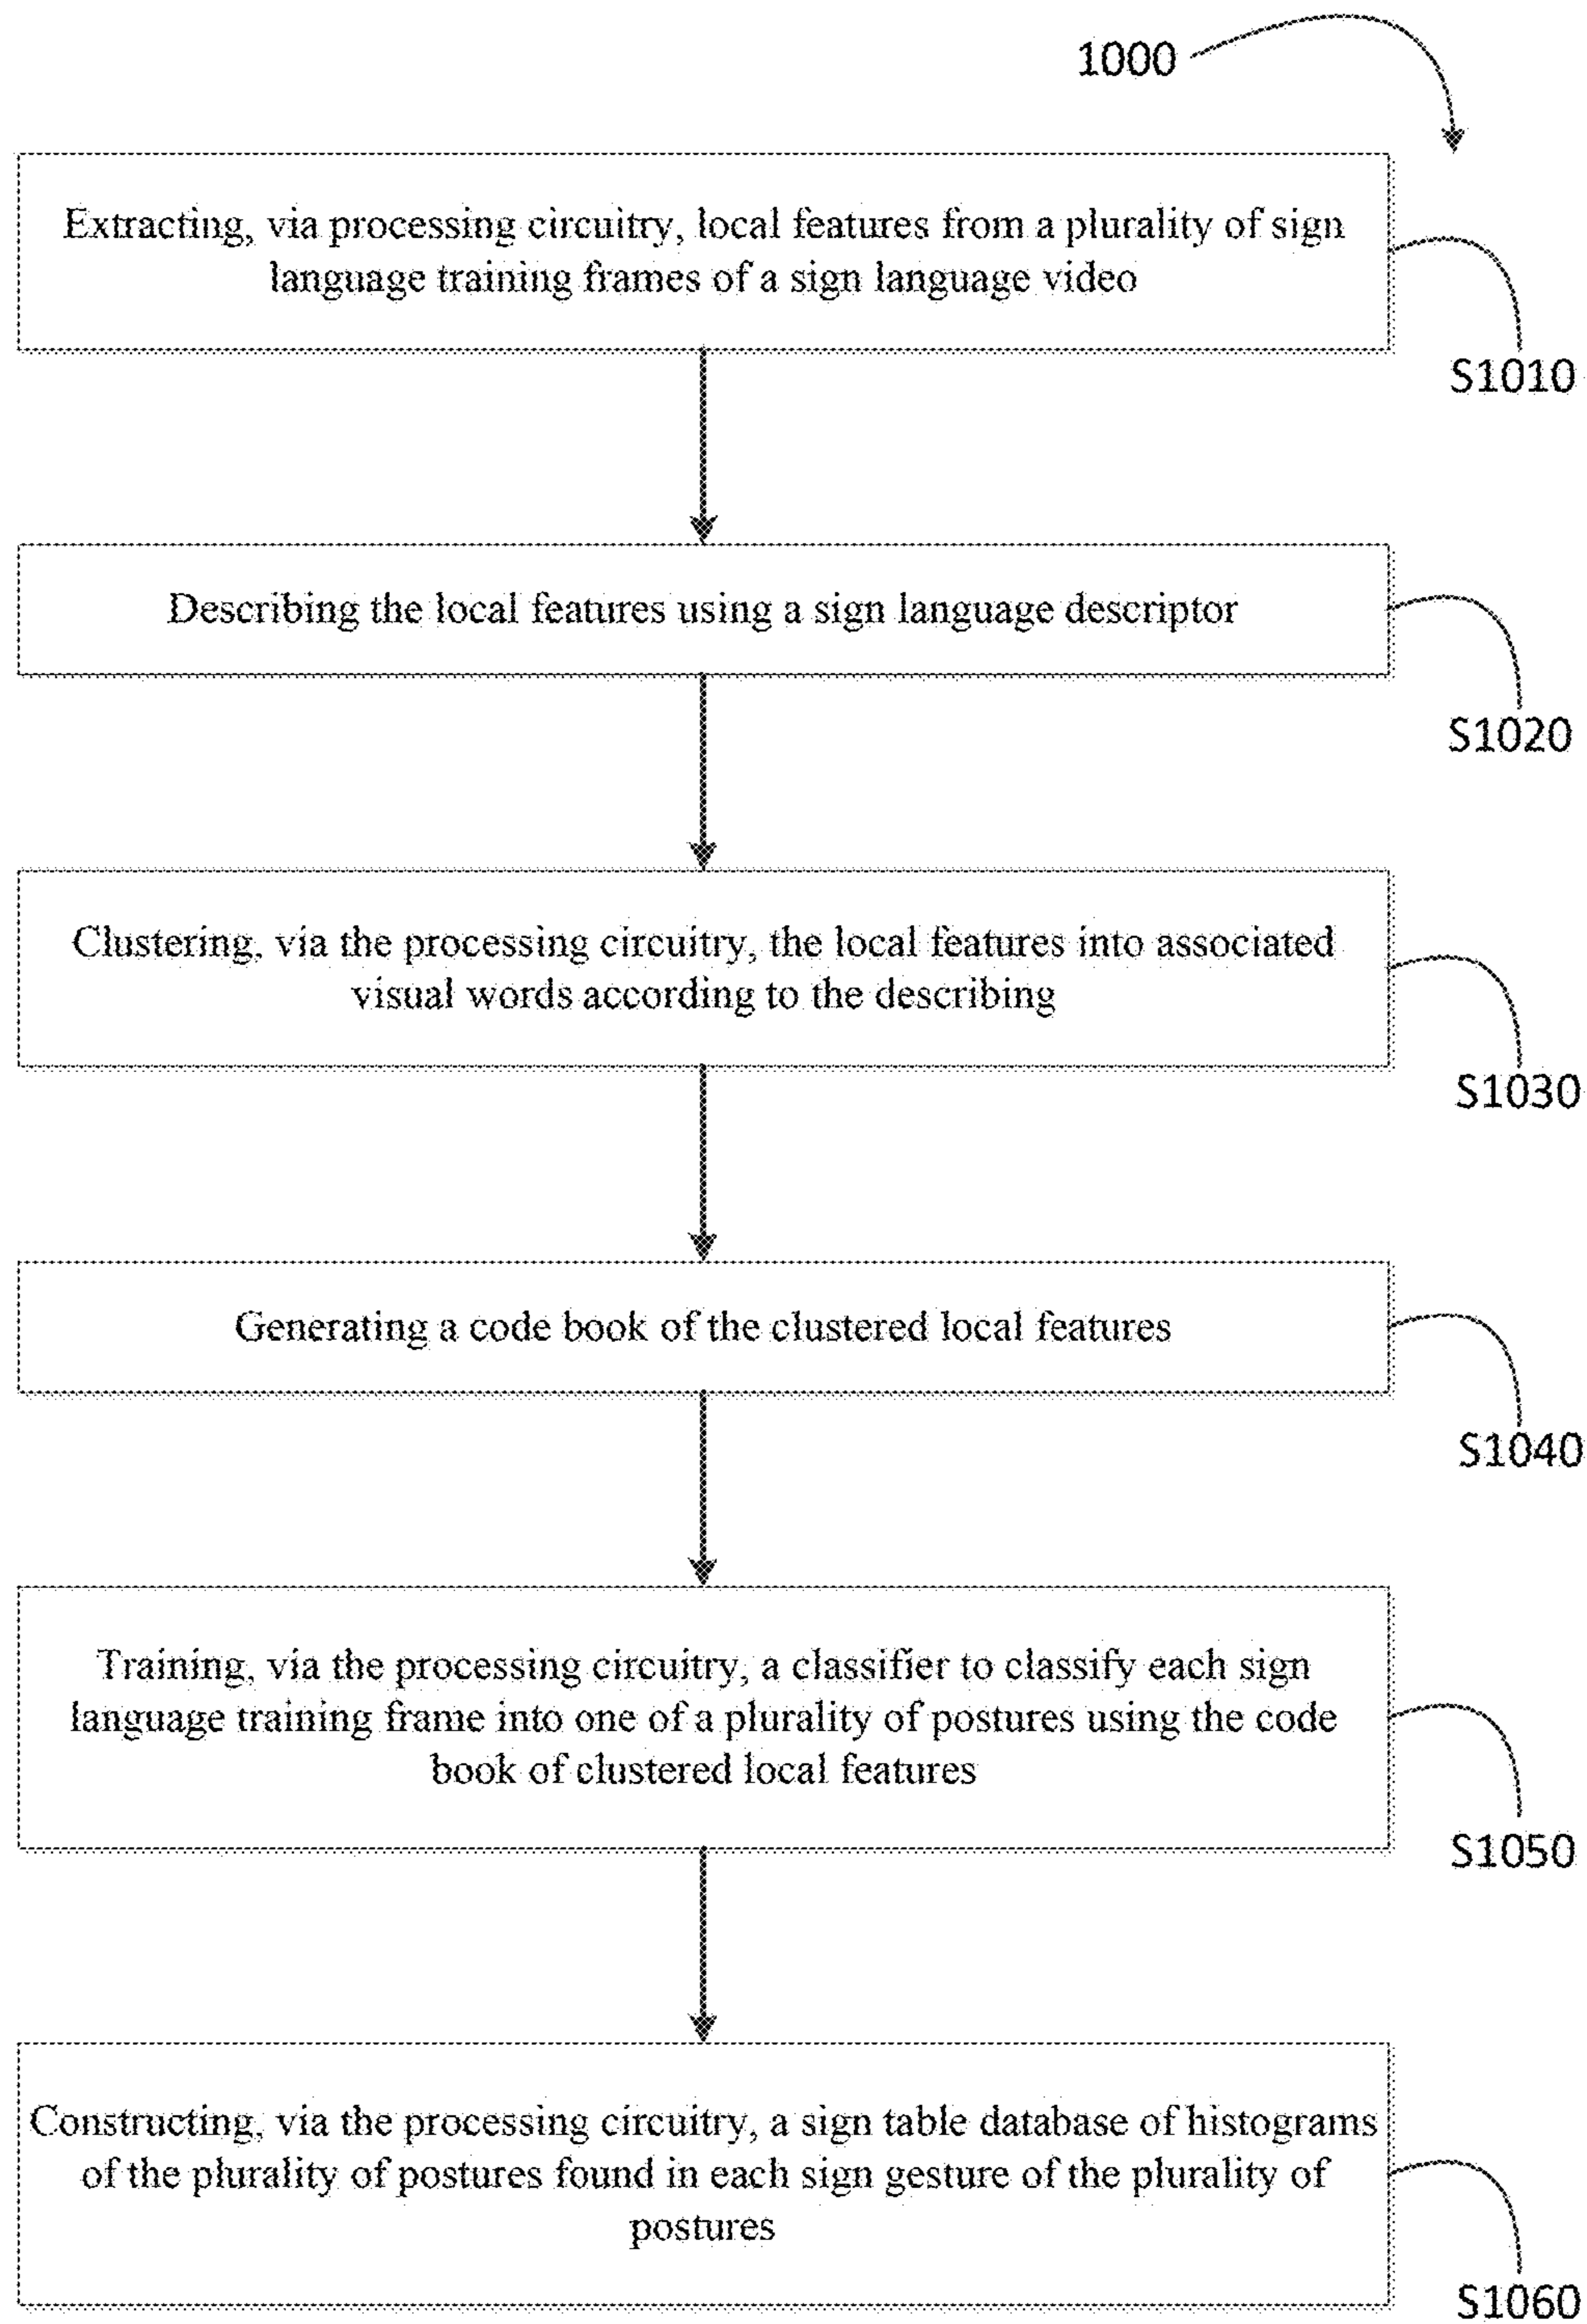 1000
Extracting, via processing circuitry, local features from a plurality of sign
language training frames of a sign language video
S1010
Describing the local features using a sign language descriptor
S1020
Clustering, via the processing circuitry, the local features into associated
visual words according to the describing
S1030
Generating a code book of the clustered local features
S1040
Training, via the processing circuitry, a classifier to classify each sign
language training frame into one of a plurality of postures using the code
book of clustered local features
S1050
Constructing, via the processing circuitry, a sign table database of histograms
of the plurality of postures found in each sign gesture of the plurality of
postures
S1060